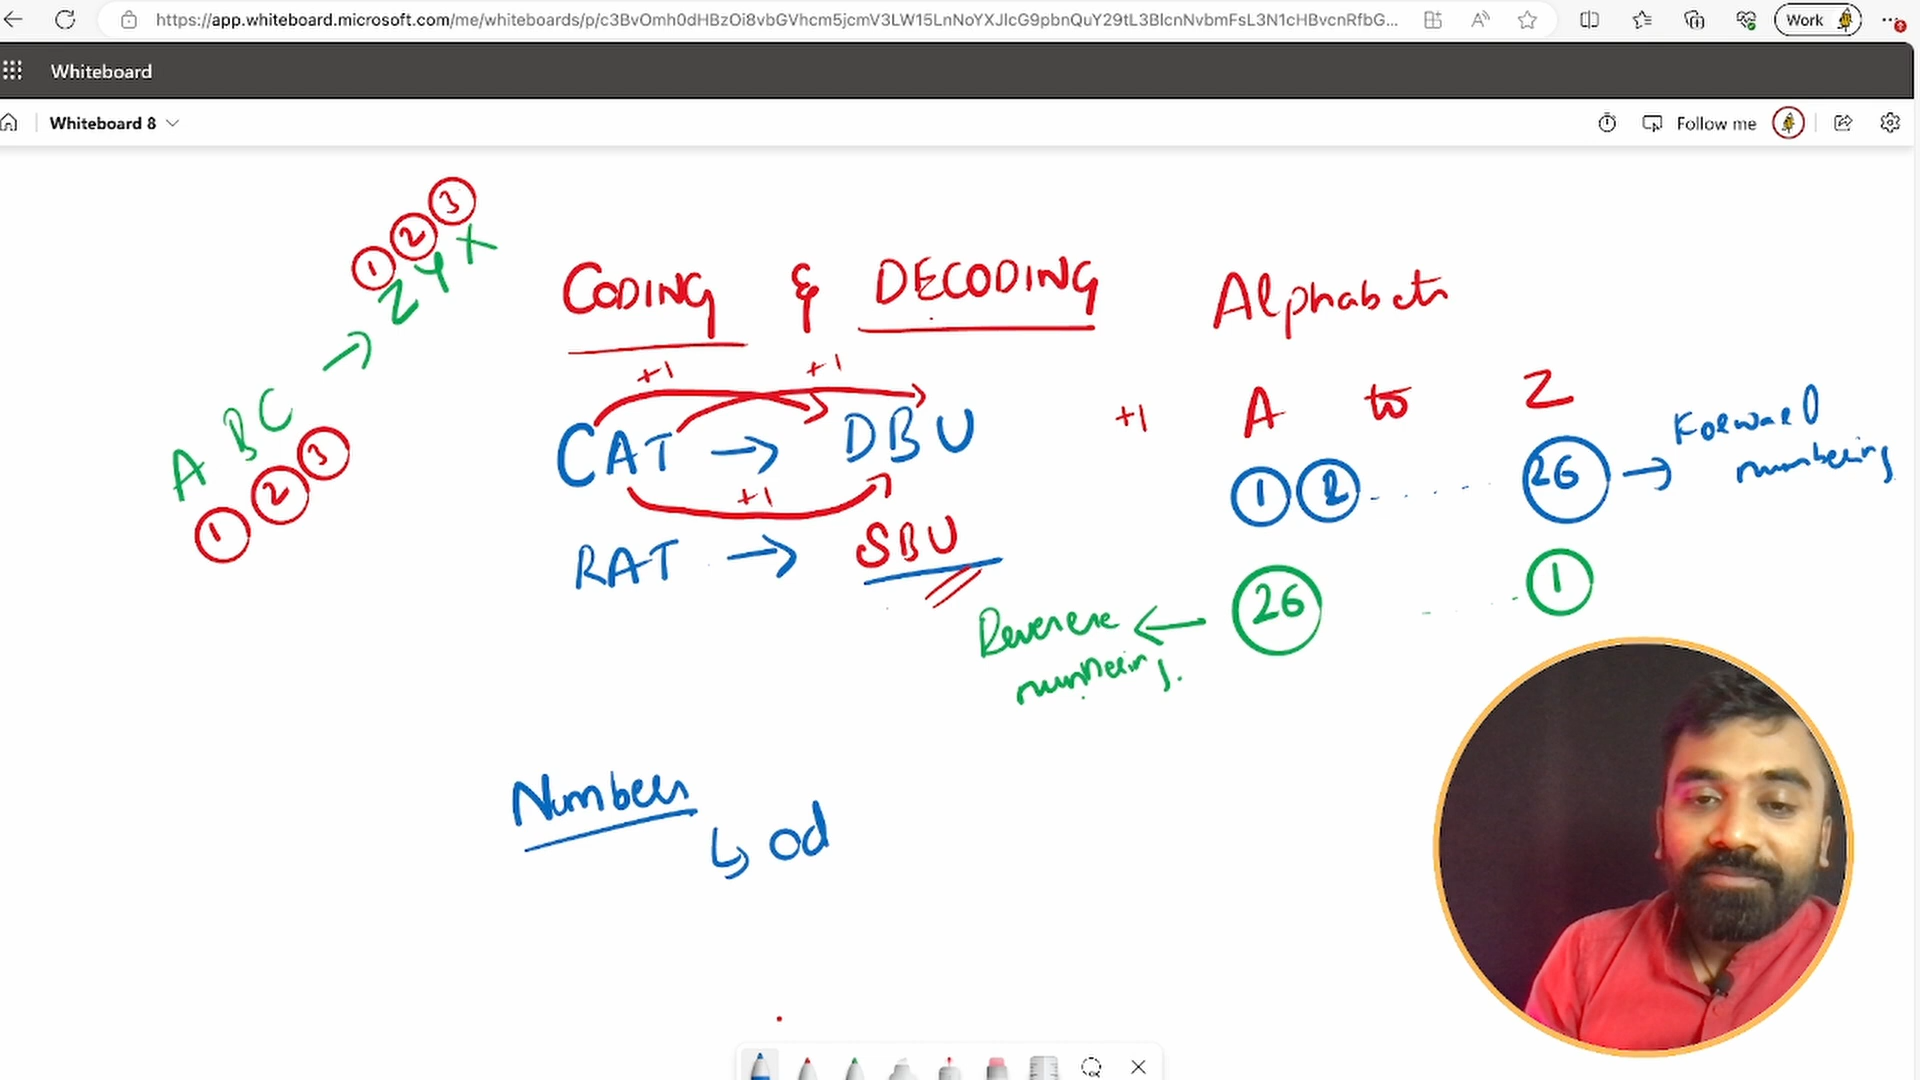 https://app.whiteboard.microsoft.com/me/whiteboards/p/c3BvOmh0dHBzOi8vbGVhcm5jcmV3LW15LnNoYXJlcG9pbnQuY29tL3BlcnNvbmFsL3N1cHBvcnRfbG...
Work
Whiteboard
Whiteboard 8
Follow me
1 2 3
Z Y X
A B C
1 2 3
CODING & DECODING
+1 +1
CAT → DBU
+1
RAT → SBU
Alphabets
+1 A to Z
1 2 ..... 26 → Forward
numbering
26 ... 1
Reverse ←
numbering.
Numbers
↳ od